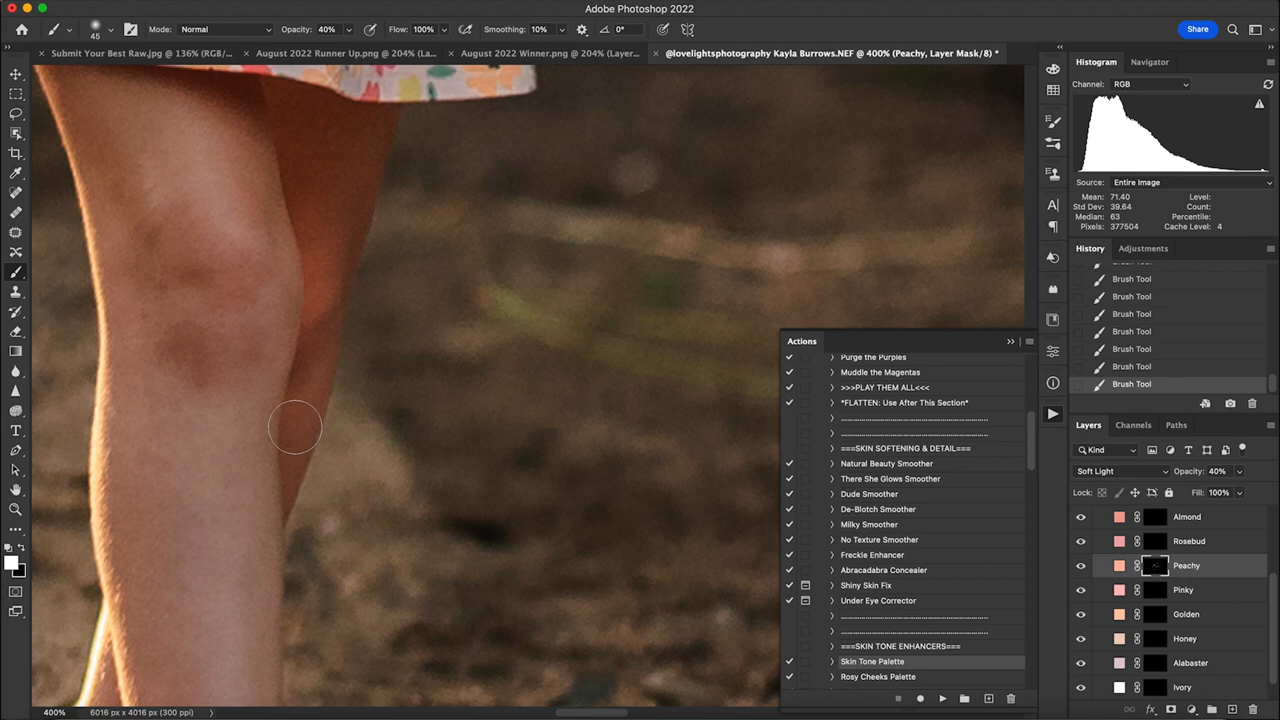 Adobe Photoshop 2022
45
Mode: Normal
Opacity: 40%
Flow: 100%
Smoothing: 10%
0°
Share
Submit Your Best Raw.jpg @ 136% (RGB/...
August 2022 Runner Up.png @ 204% (La...
August 2022 Winner.png @ 204% (Layer...
@lovelightsphotography Kayla Burrows.NEF @ 400% (Peachy, Layer Mask/8) *
Histogram
Navigator
Channel: RGB
Source: Entire Image
Mean: 71.40
Level:
Std Dev: 39.64
Count:
Median: 63
Percentile:
Pixels: 377504
Cache Level: 4
History
Adjustments
Brush Tool
Brush Tool
Brush Tool
Brush Tool
Brush Tool
Brush Tool
Brush Tool
Actions
Purge the Purples
Muddle the Magentas
>>>PLAY THEM ALL<<<
*FLATTEN: Use After This Section*
===SKIN SOFTENING & DETAIL===
Natural Beauty Smoother
There She Glows Smoother
Dude Smoother
De-Blotch Smoother
Milky Smoother
No Texture Smoother
Freckle Enhancer
Abracadabra Concealer
Shiny Skin Fix
Under Eye Corrector
===SKIN TONE ENHANCERS===
Skin Tone Palette
Rosy Cheeks Palette
Layers
Channels
Paths
Kind
Soft Light
Opacity: 40%
Lock:
Fill: 100%
Almond
Rosebud
Peachy
Pinky
Golden
Honey
Alabaster
Ivory
400%
6016 px x 4016 px (300 ppi)